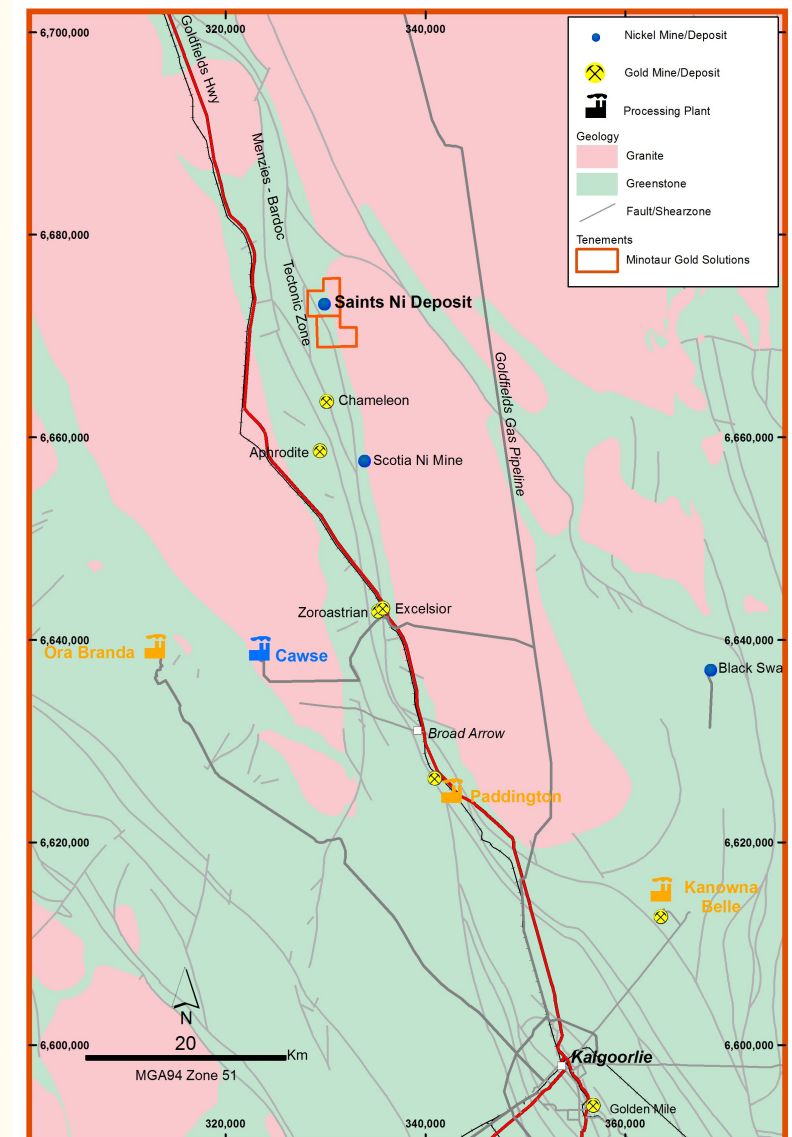 320,000
340,000
6,700,000
Goldfields Hwy
Nickel Mine/Deposit
Gold Mine/Deposit
Processing Plant
Geology
Granite
Greenstone
Fault/Shearzone
Tenements
Minotaur Gold Solutions
Menzies - Bardoc
Tectonic Zone
6,680,000
Saints Ni Deposit
Goldfields Gas Pipeline
Chameleon
6,660,000
6,660,000
Aphrodite
Scotia Ni Mine
Zoroastrian
Excelsior
6,640,000
6,640,000
Ora Branda
Cawse
Black Swa
Broad Arrow
Paddington
6,620,000
6,620,000
Kanowna
Belle
N
20
Km
MGA94 Zone 51
6,600,000
6,600,000
Kalgoorlie
Golden Mile
320,000
340,000
360,000